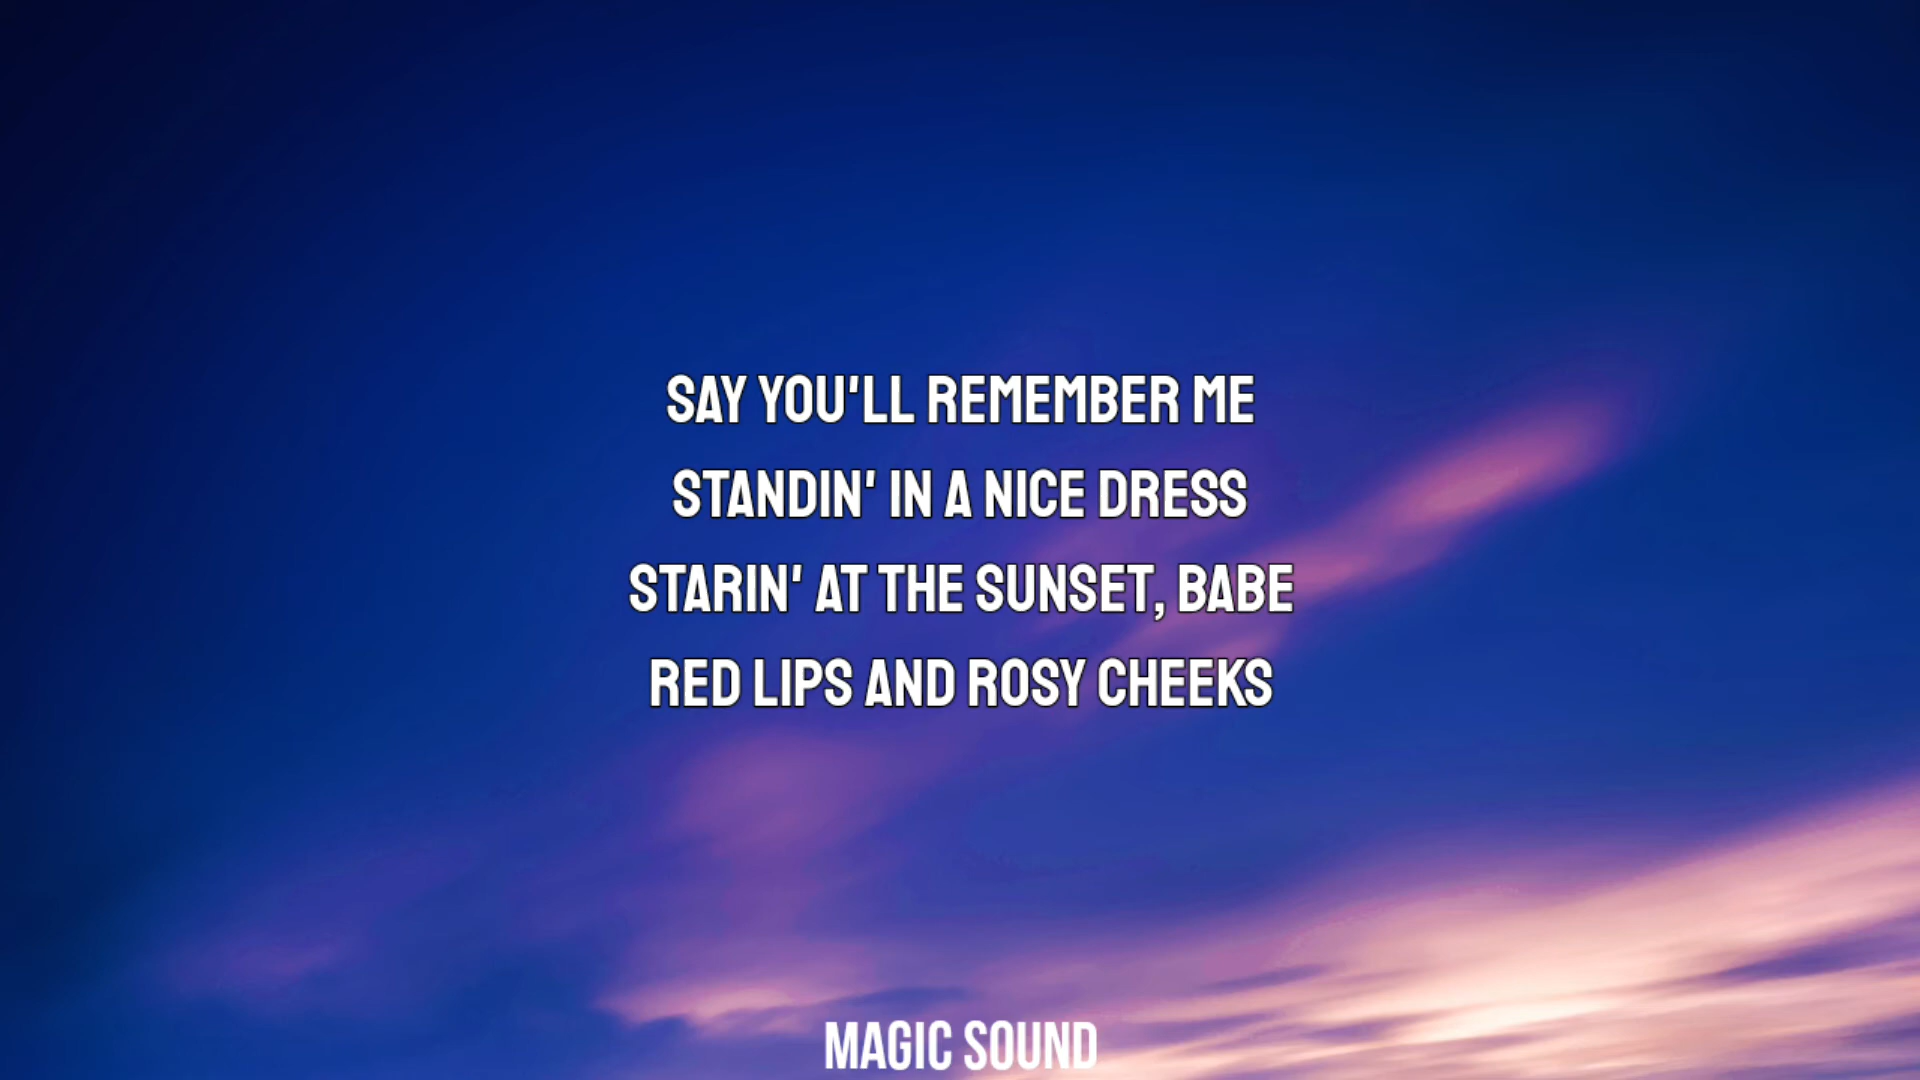 SAY YOU'LL REMEMBER ME
STANDIN' IN A NICE DRESS
STARIN' AT THE SUNSET, BABE
RED LIPS AND ROSY CHEEKS
MAGIC SOUND